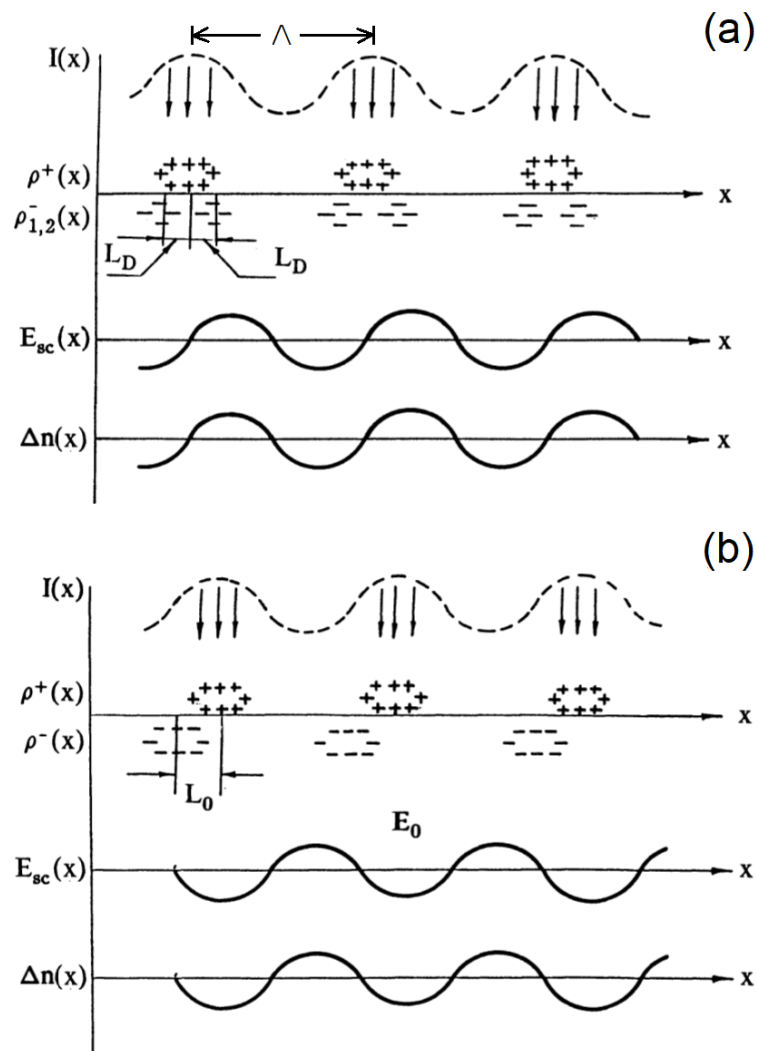 (a)
Λ
I(x)
ρ⁺(x)
x
ρ⁻₁,₂(x)
L_D
L_D
E_sc(x)
x
Δn(x)
x
(b)
I(x)
ρ⁺(x)
x
ρ⁻(x)
L₀
E₀
E_sc(x)
x
Δn(x)
x